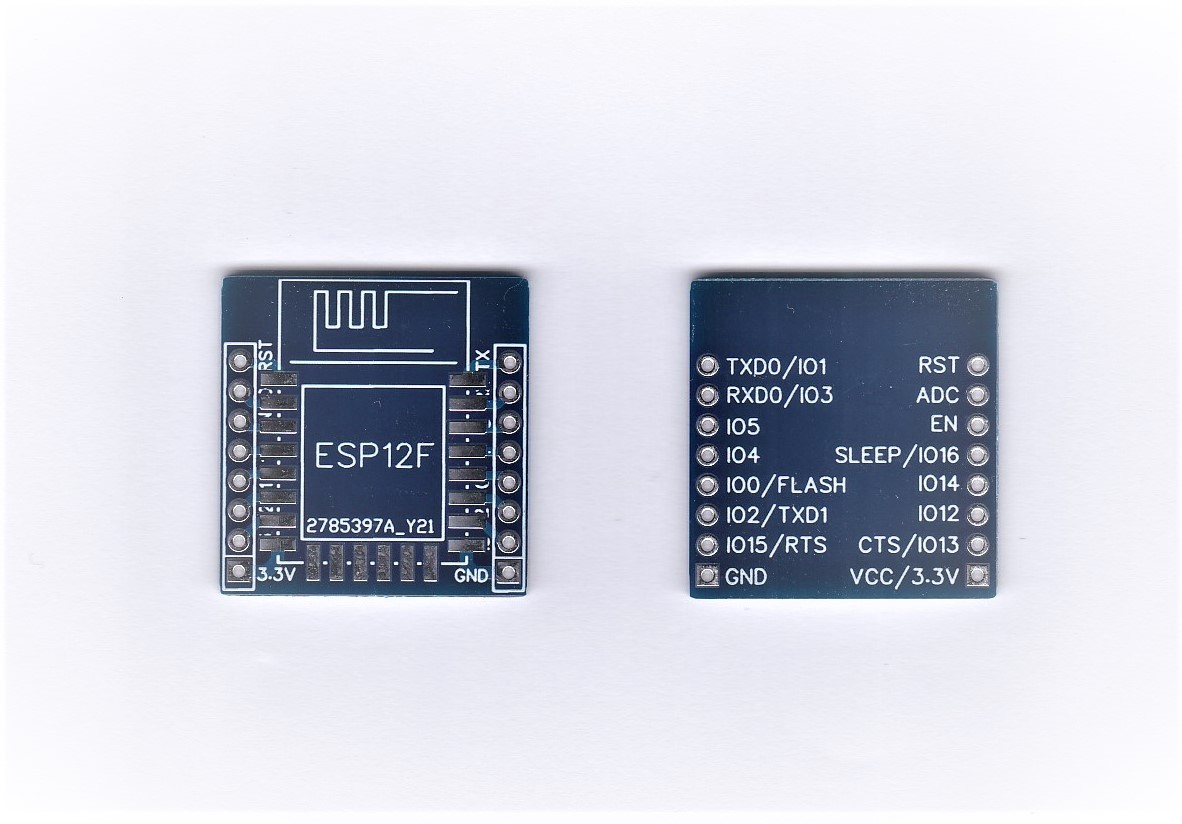 RST
TX
ESP12F
2785397A_Y21
3.3V
GND
TXD0/IO1
RST
RXD0/IO3
ADC
IO5
EN
IO4
SLEEP/IO16
IO0/FLASH
IO14
IO2/TXD1
IO12
IO15/RTS
CTS/IO13
GND
VCC/3.3V